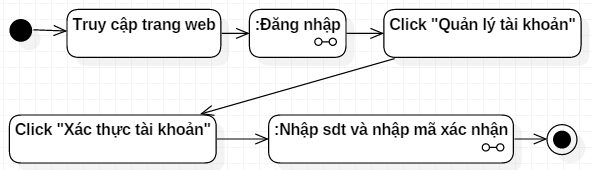 Truy cập trang web
:Đăng nhập
Click "Quản lý tài khoản"
Click "Xác thực tài khoản"
:Nhập sdt và nhập mã xác nhận